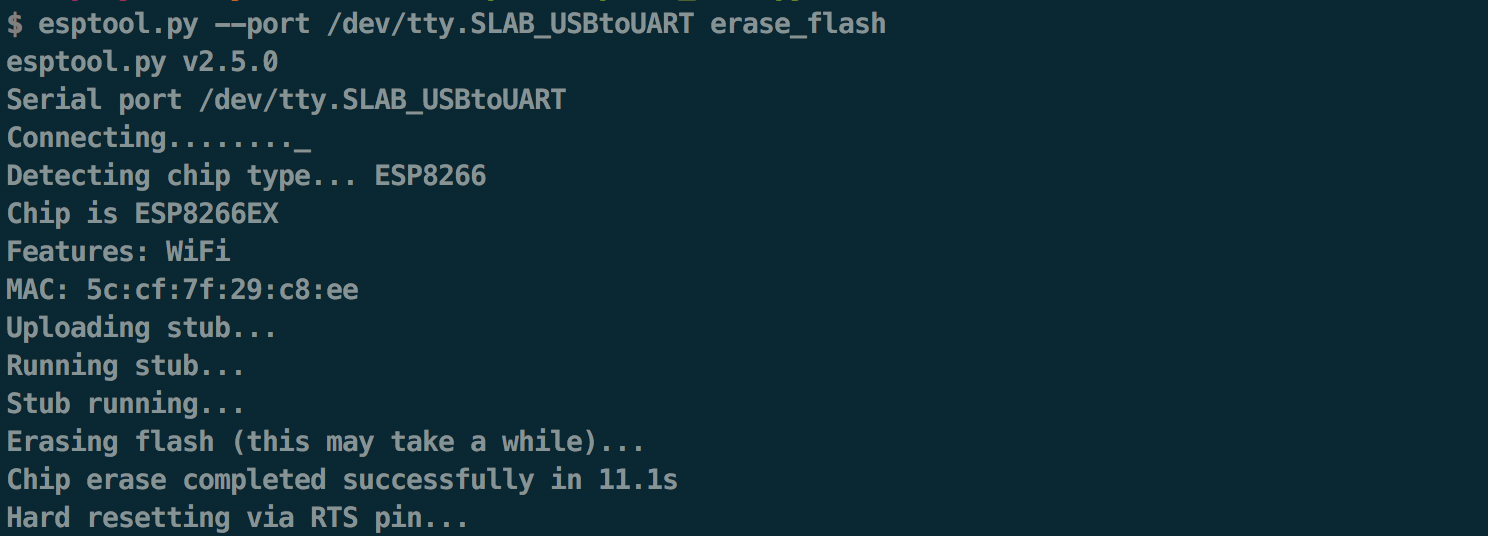 $ esptool.py --port /dev/tty.SLAB_USBtoUART erase_flash
esptool.py v2.5.0
Serial port /dev/tty.SLAB_USBtoUART
Connecting........_
Detecting chip type... ESP8266
Chip is ESP8266EX
Features: WiFi
MAC: 5c:cf:7f:29:c8:ee
Uploading stub...
Running stub...
Stub running...
Erasing flash (this may take a while)...
Chip erase completed successfully in 11.1s
Hard resetting via RTS pin...